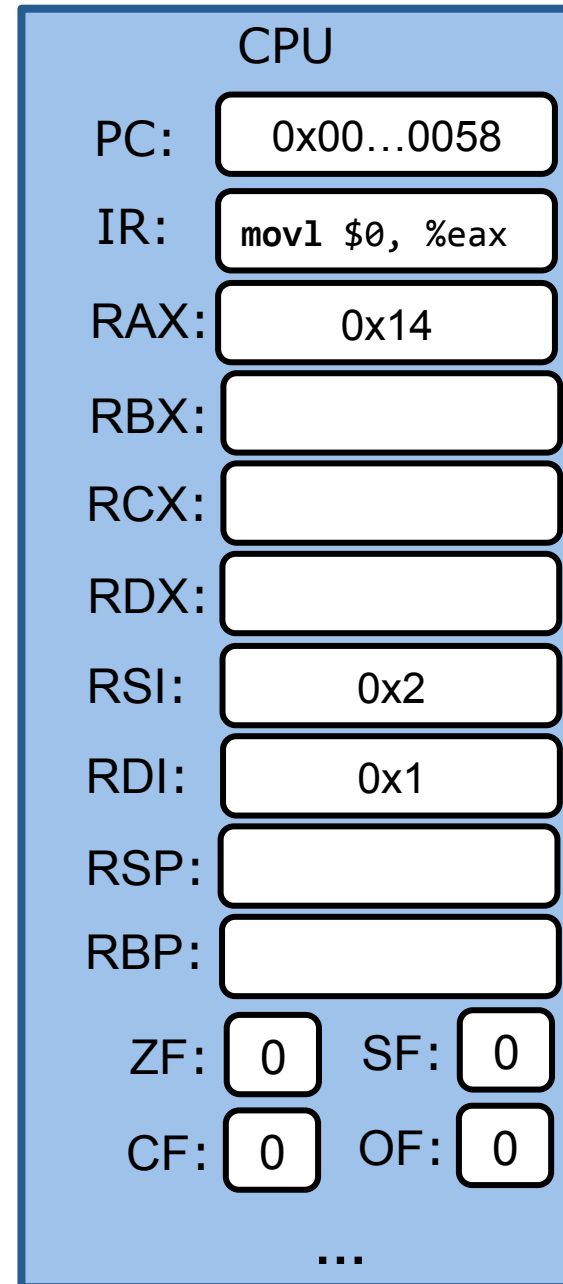 CPU
PC: 0x00...0058
IR: movl $0, %eax
RAX: 0x14
RBX:
RCX:
RDX:
RSI: 0x2
RDI: 0x1
RSP:
RBP:
ZF: 0 SF: 0
CF: 0 OF: 0
...